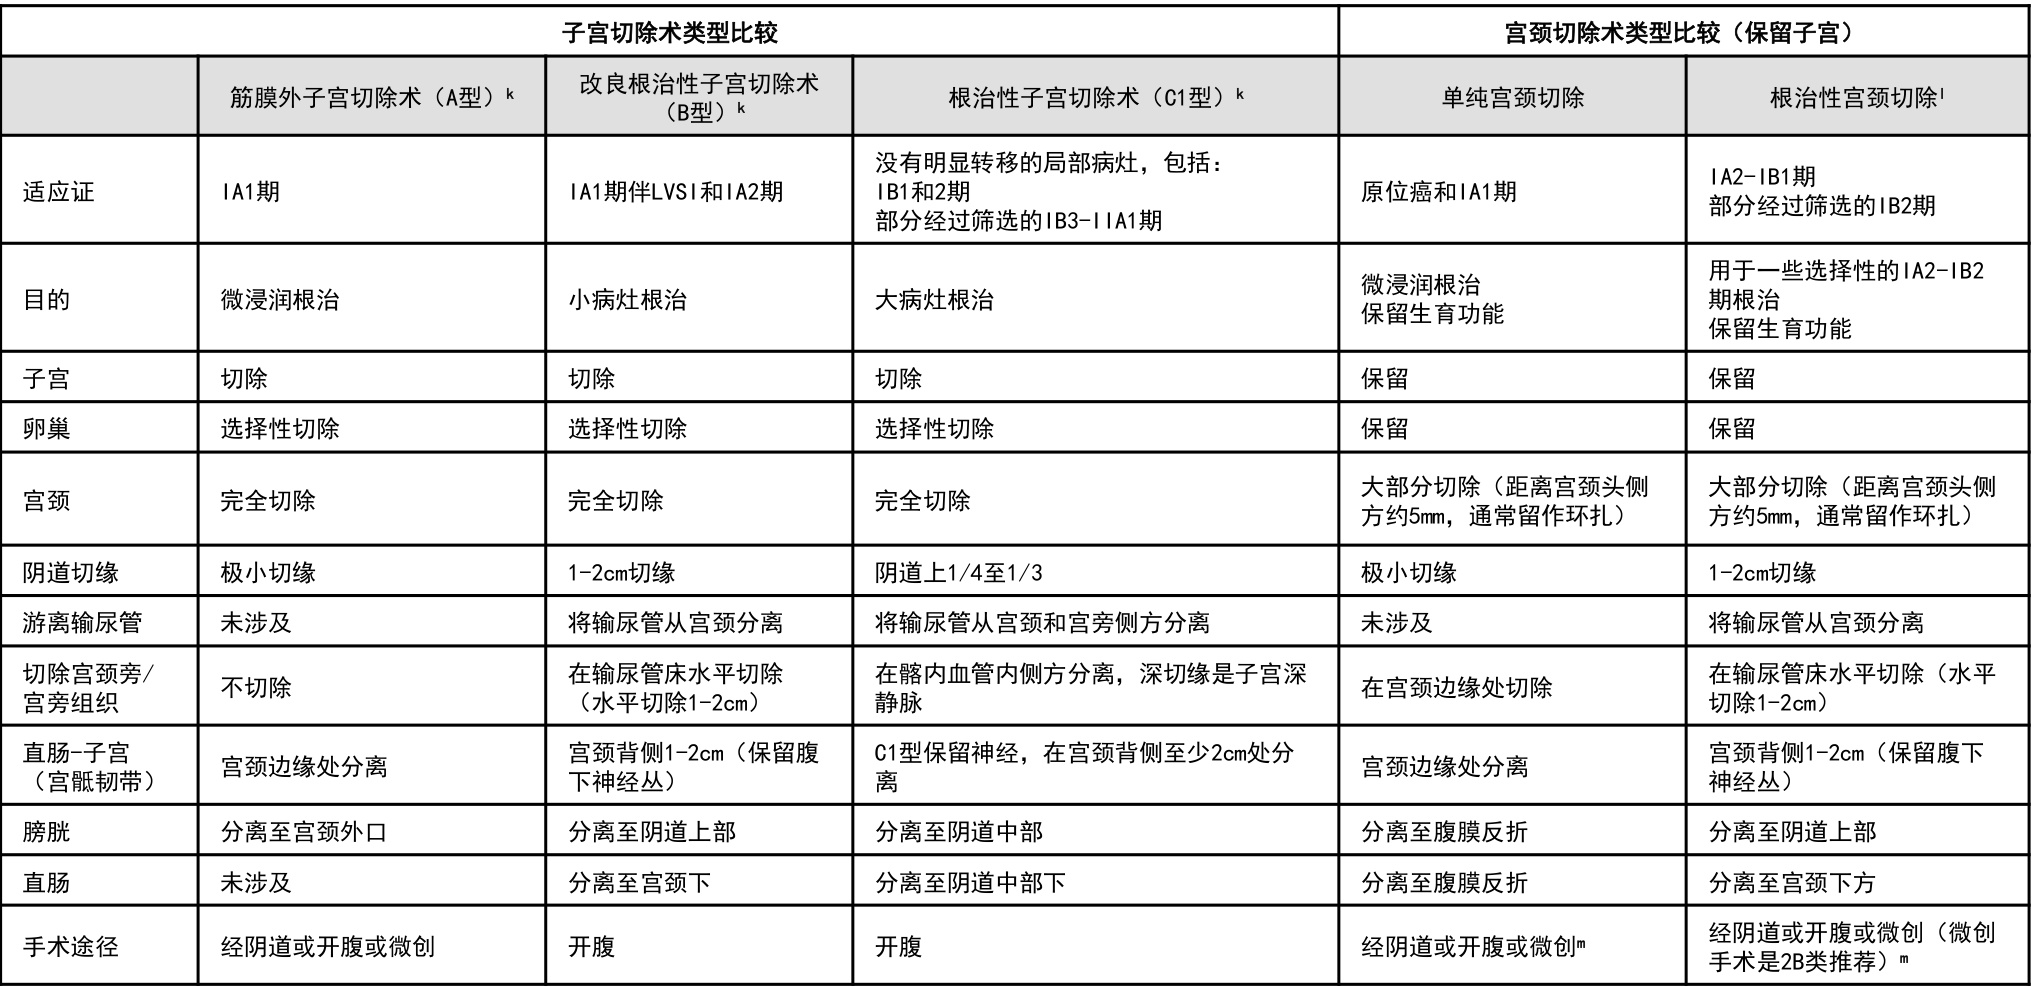 子宫切除术类型比较
宫颈切除术类型比较（保留子宫）
筋膜外子宫切除术（A型）ᵏ
改良根治性子宫切除术
（B型）ᵏ
根治性子宫切除术（C1型）ᵏ
单纯宫颈切除
根治性宫颈切除ˡ
适应证
IA1期
IA1期伴LVSI和IA2期
没有明显转移的局部病灶，包括：
IB1和2期
部分经过筛选的IB3-IIA1期
原位癌和IA1期
IA2-IB1期
部分经过筛选的IB2期
目的
微浸润根治
小病灶根治
大病灶根治
微浸润根治
保留生育功能
用于一些选择性的IA2-IB2
期根治
保留生育功能
子宫
切除
切除
切除
保留
保留
卵巢
选择性切除
选择性切除
选择性切除
保留
保留
宫颈
完全切除
完全切除
完全切除
大部分切除（距离宫颈头侧
方约5mm，通常留作环扎）
大部分切除（距离宫颈头侧
方约5mm，通常留作环扎）
阴道切缘
极小切缘
1-2cm切缘
阴道上1/4至1/3
极小切缘
1-2cm切缘
游离输尿管
未涉及
将输尿管从宫颈分离
将输尿管从宫颈和宫旁侧方分离
未涉及
将输尿管从宫颈分离
切除宫颈旁/
宫旁组织
不切除
在输尿管床水平切除
（水平切除1-2cm）
在髂内血管内侧方分离，深切缘是子宫深
静脉
在宫颈边缘处切除
在输尿管床水平切除（水平
切除1-2cm）
直肠-子宫
（宫骶韧带）
宫颈边缘处分离
宫颈背侧1-2cm（保留腹
下神经丛）
C1型保留神经，在宫颈背侧至少2cm处分
离
宫颈边缘处分离
宫颈背侧1-2cm（保留腹下
神经丛）
膀胱
分离至宫颈外口
分离至阴道上部
分离至阴道中部
分离至腹膜反折
分离至阴道上部
直肠
未涉及
分离至宫颈下
分离至阴道中部下
分离至腹膜反折
分离至宫颈下方
手术途径
经阴道或开腹或微创
开腹
开腹
经阴道或开腹或微创ᵐ
经阴道或开腹或微创（微创
手术是2B类推荐）ᵐ